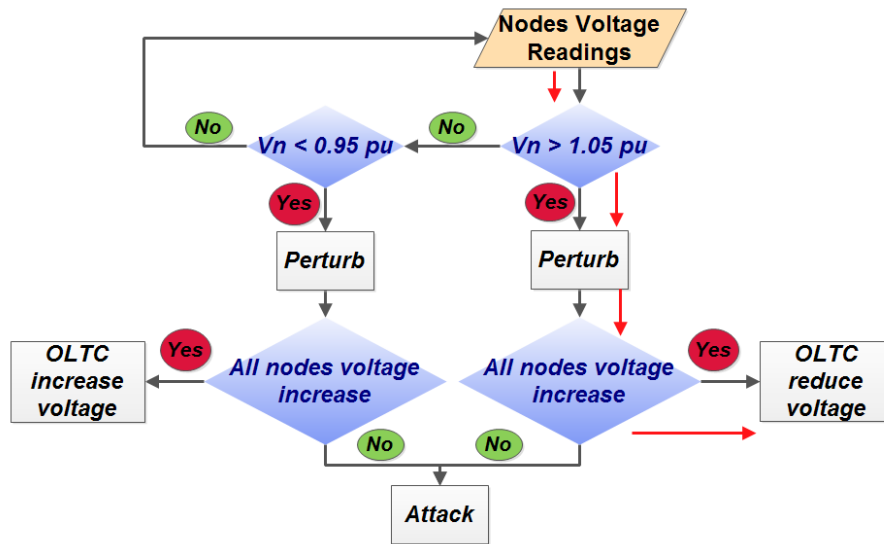 Nodes Voltage
Readings
No
Vn < 0.95 pu
No
Vn > 1.05 pu
Yes
Yes
Perturb
Perturb
OLTC
increase
voltage
Yes
All nodes voltage
increase
All nodes voltage
increase
Yes
OLTC
reduce
voltage
No
No
Attack